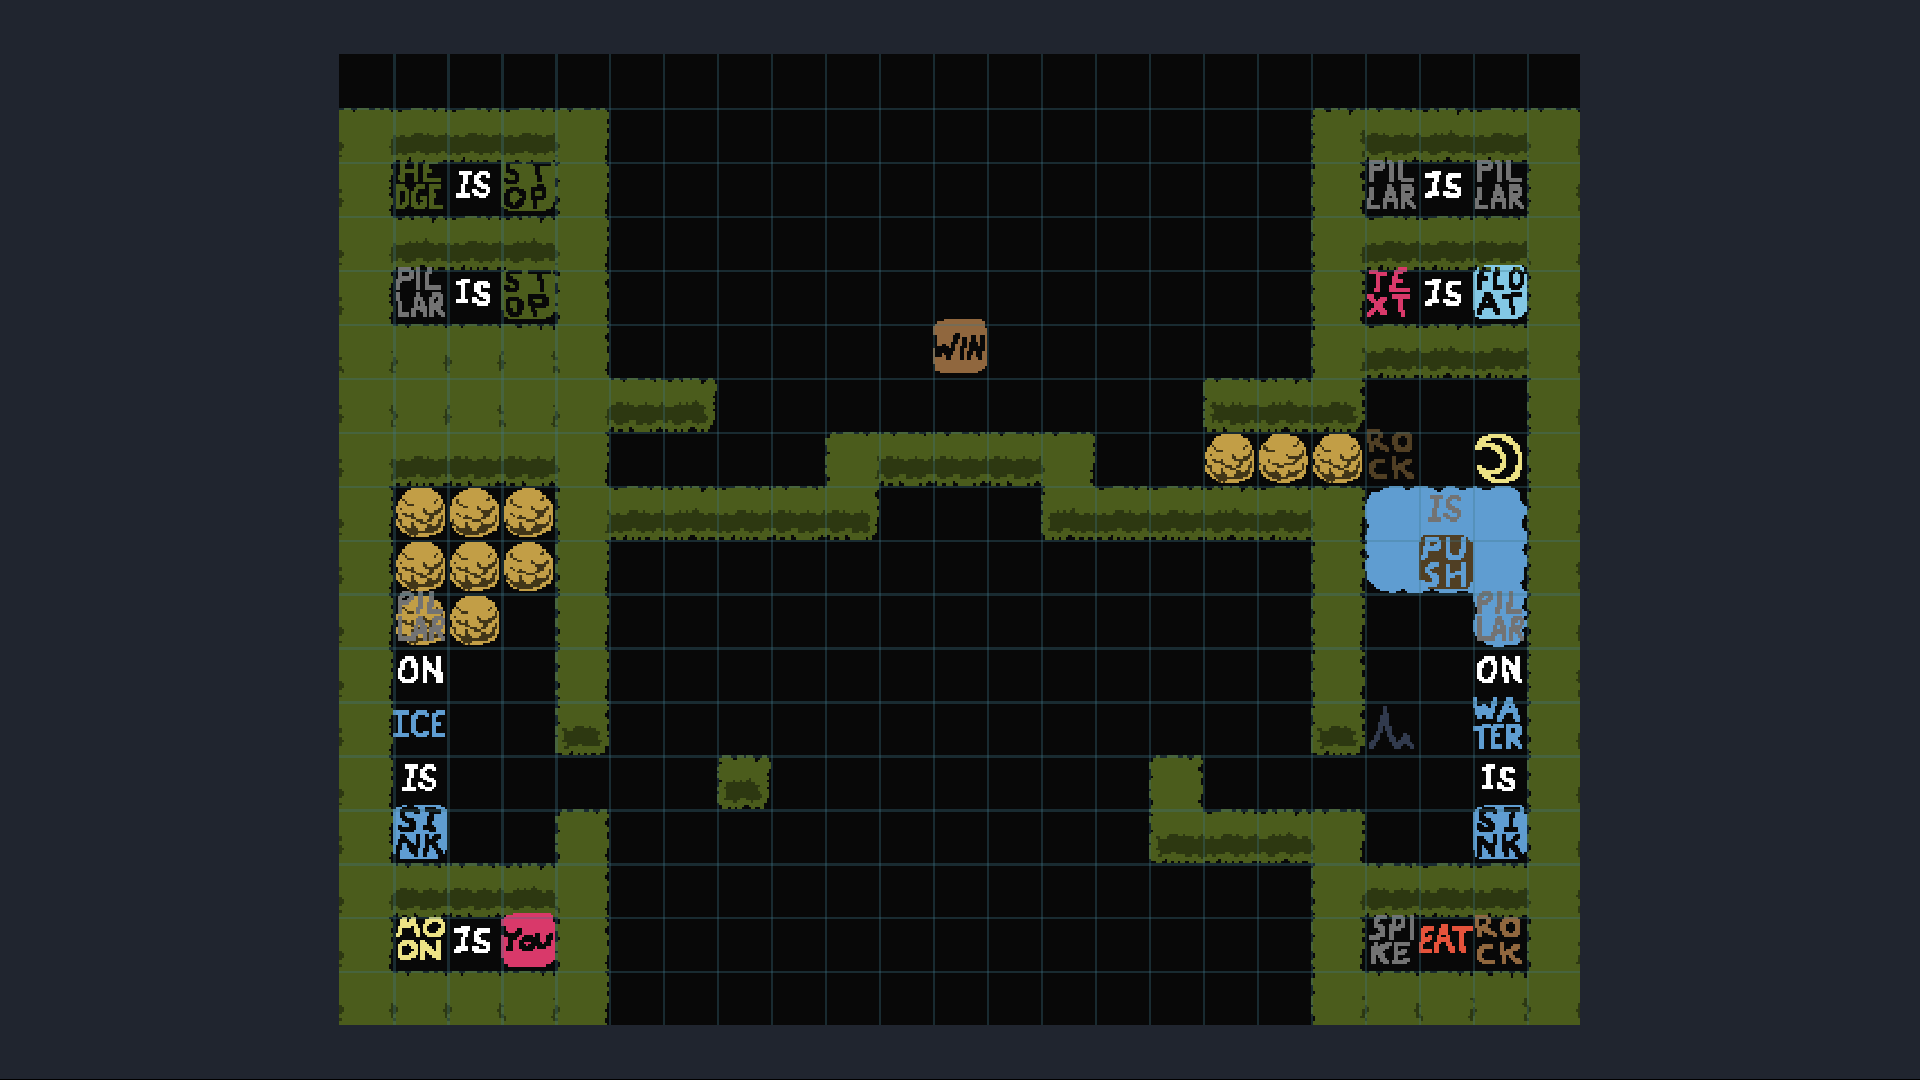 HEDGE IS STOP
PILLAR IS PILLAR
PILLAR IS STOP
TEXT IS FLOAT
WIN
ROCK
IS
PUSH
PILLAR
ON
ICE
IS
SINK
PILLAR
ON
WATER
IS
SINK
MOON IS YOU
SPIKE EAT ROCK